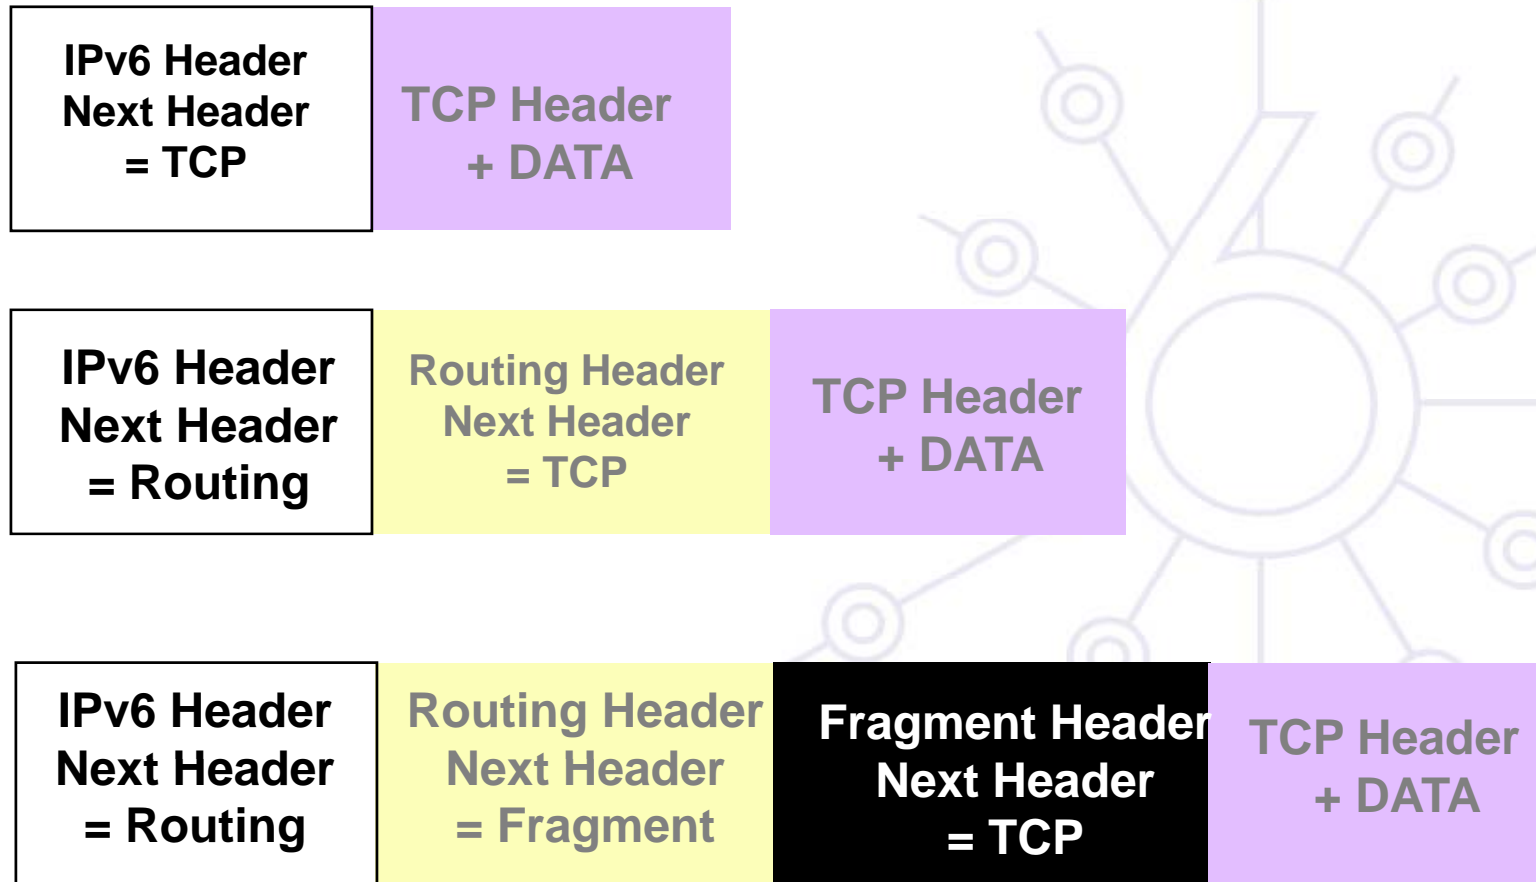 IPv6 Header
Next Header
= TCP
TCP Header
+ DATA
IPv6 Header
Next Header
= Routing
Routing Header
Next Header
= TCP
TCP Header
+ DATA
IPv6 Header
Next Header
= Routing
Routing Header
Next Header
= Fragment
Fragment Header
Next Header
= TCP
TCP Header
+ DATA